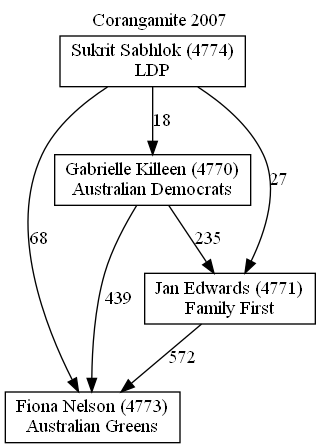 Corangamite 2007
Sukrit Sabhlok (4774)
LDP
18
Gabrielle Killeen (4770)
Australian Democrats
27
68
235
439
Jan Edwards (4771)
Family First
572
Fiona Nelson (4773)
Australian Greens